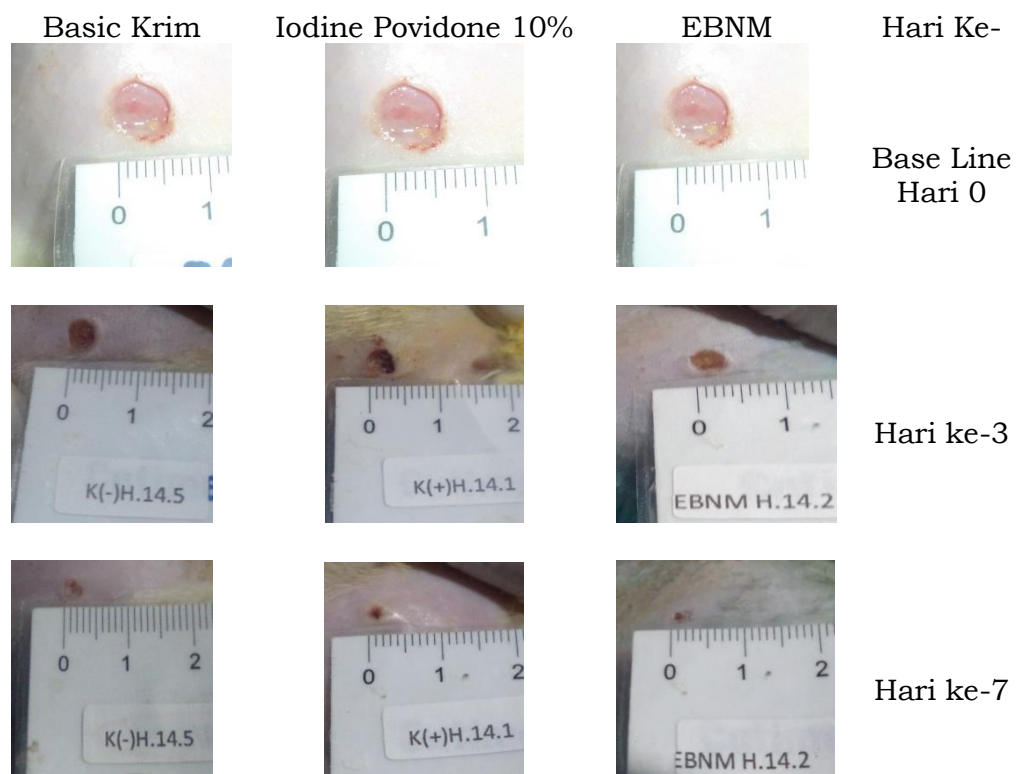 Basic Krim Iodine Povidone 10% EBNM Hari Ke-
0 1
0 1
0 1
Base Line
Hari 0
0 1 2
K(-)H.14.5
0 1 2
K(+)H.14.1
0 1
EBNM H.14.2
Hari ke-3
0 1 2
K(-)H.14.5
0 1 2
K(+)H.14.1
0 1 2
EBNM H.14.2
Hari ke-7